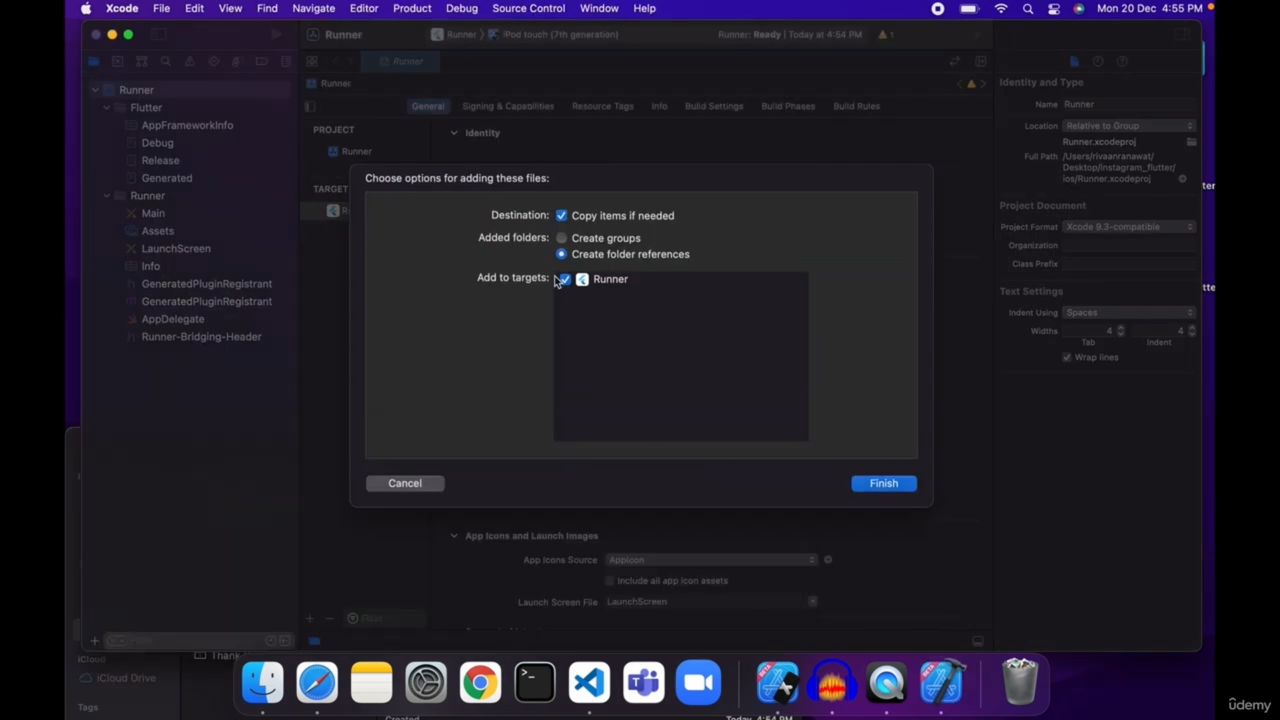 Xcode File Edit View Find Navigate Editor Product Debug Source Control Window Help Mon 20 Dec 4:55 PM
Runner
Runner
iPod touch (7th generation)
Runner: Ready | Today at 4:54 PM
1
Runner
Runner
Runner
General Signing & Capabilities Resource Tags Info Build Settings Build Phases Build Rules
Flutter
AppFrameworkInfo
Debug
Release
Generated
Runner
Main
Assets
LaunchScreen
Info
GeneratedPluginRegistrant
GeneratedPluginRegistrant
AppDelegate
Runner-Bridging-Header
PROJECT
Runner
TARGET
R
Identity
Choose options for adding these files:
Destination: Copy items if needed
Added folders: Create groups
Create folder references
Add to targets: Runner
Cancel
Finish
App Icons and Launch Images
App Icons Source AppIcon
Include all app icon assets
Launch Screen File LaunchScreen
Filter
Identity and Type
Name Runner
Location Relative to Group
Runner.xcodeproj
Full Path /Users/rivaanranawat/
Desktop/instagram_flutter/
ios/Runner.xcodeproj
Project Document
Project Format Xcode 9.3-compatible
Organization
Class Prefix
Text Settings
Indent Using Spaces
Widths 4 4
Tab Indent
Wrap lines
iCloud
iCloud Drive
Tags
Thank
Created
Today, 4:54 PM
udemy